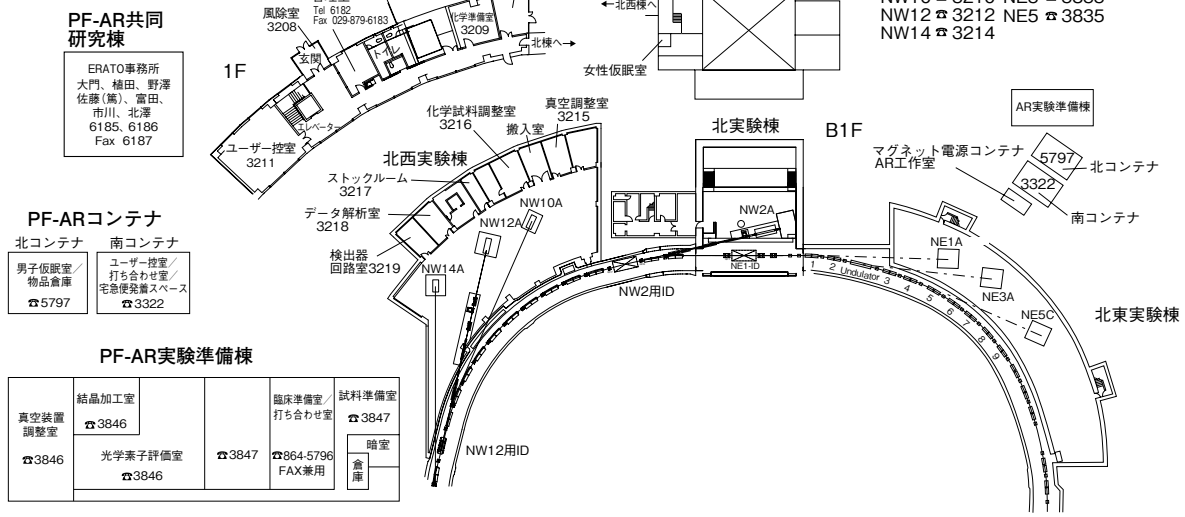 PF-AR共同
研究棟
ERATO事務所
大門、植田、野澤
佐藤(篤)、富田、
市川、北澤
6185、6186
Fax 6187
1F
風除室
3208
Tel 6182
Fax 029-879-6183
玄関
トイレ
化学準備室
3209
北棟へ→
エレベーター
ユーザー控室
3211
←北西棟へ
女性仮眠室
NW12 ☎ 3212 NE5 ☎ 3835
NW14 ☎ 3214
北西実験棟
化学試料調整室
3216
搬入室
真空調整室
3215
ストックルーム
3217
データ解析室
3218
検出器
回路室3219
NW10A
NW12A
NW14A
北実験棟
B1F
NW2A
NE1-ID
NW2用ID
NW12用ID
1
2 Undulator 3
4
5
6
7
8
9
NE1A
NE3A
NE5C
北東実験棟
AR実験準備棟
マグネット電源コンテナ
AR工作室
5797
3322
北コンテナ
南コンテナ
PF-ARコンテナ
北コンテナ
男子仮眠室／
物品倉庫
☎5797
南コンテナ
ユーザー控室／
打ち合わせ室／
宅急便発着スペース
☎3322
PF-AR実験準備棟
真空装置
調整室
☎3846
結晶加工室
☎3846
光学素子評価室
☎3846
☎3847
臨床準備室／
打ち合わせ室
☎864-5796
FAX兼用
試料準備室
☎3847
暗室
倉
庫